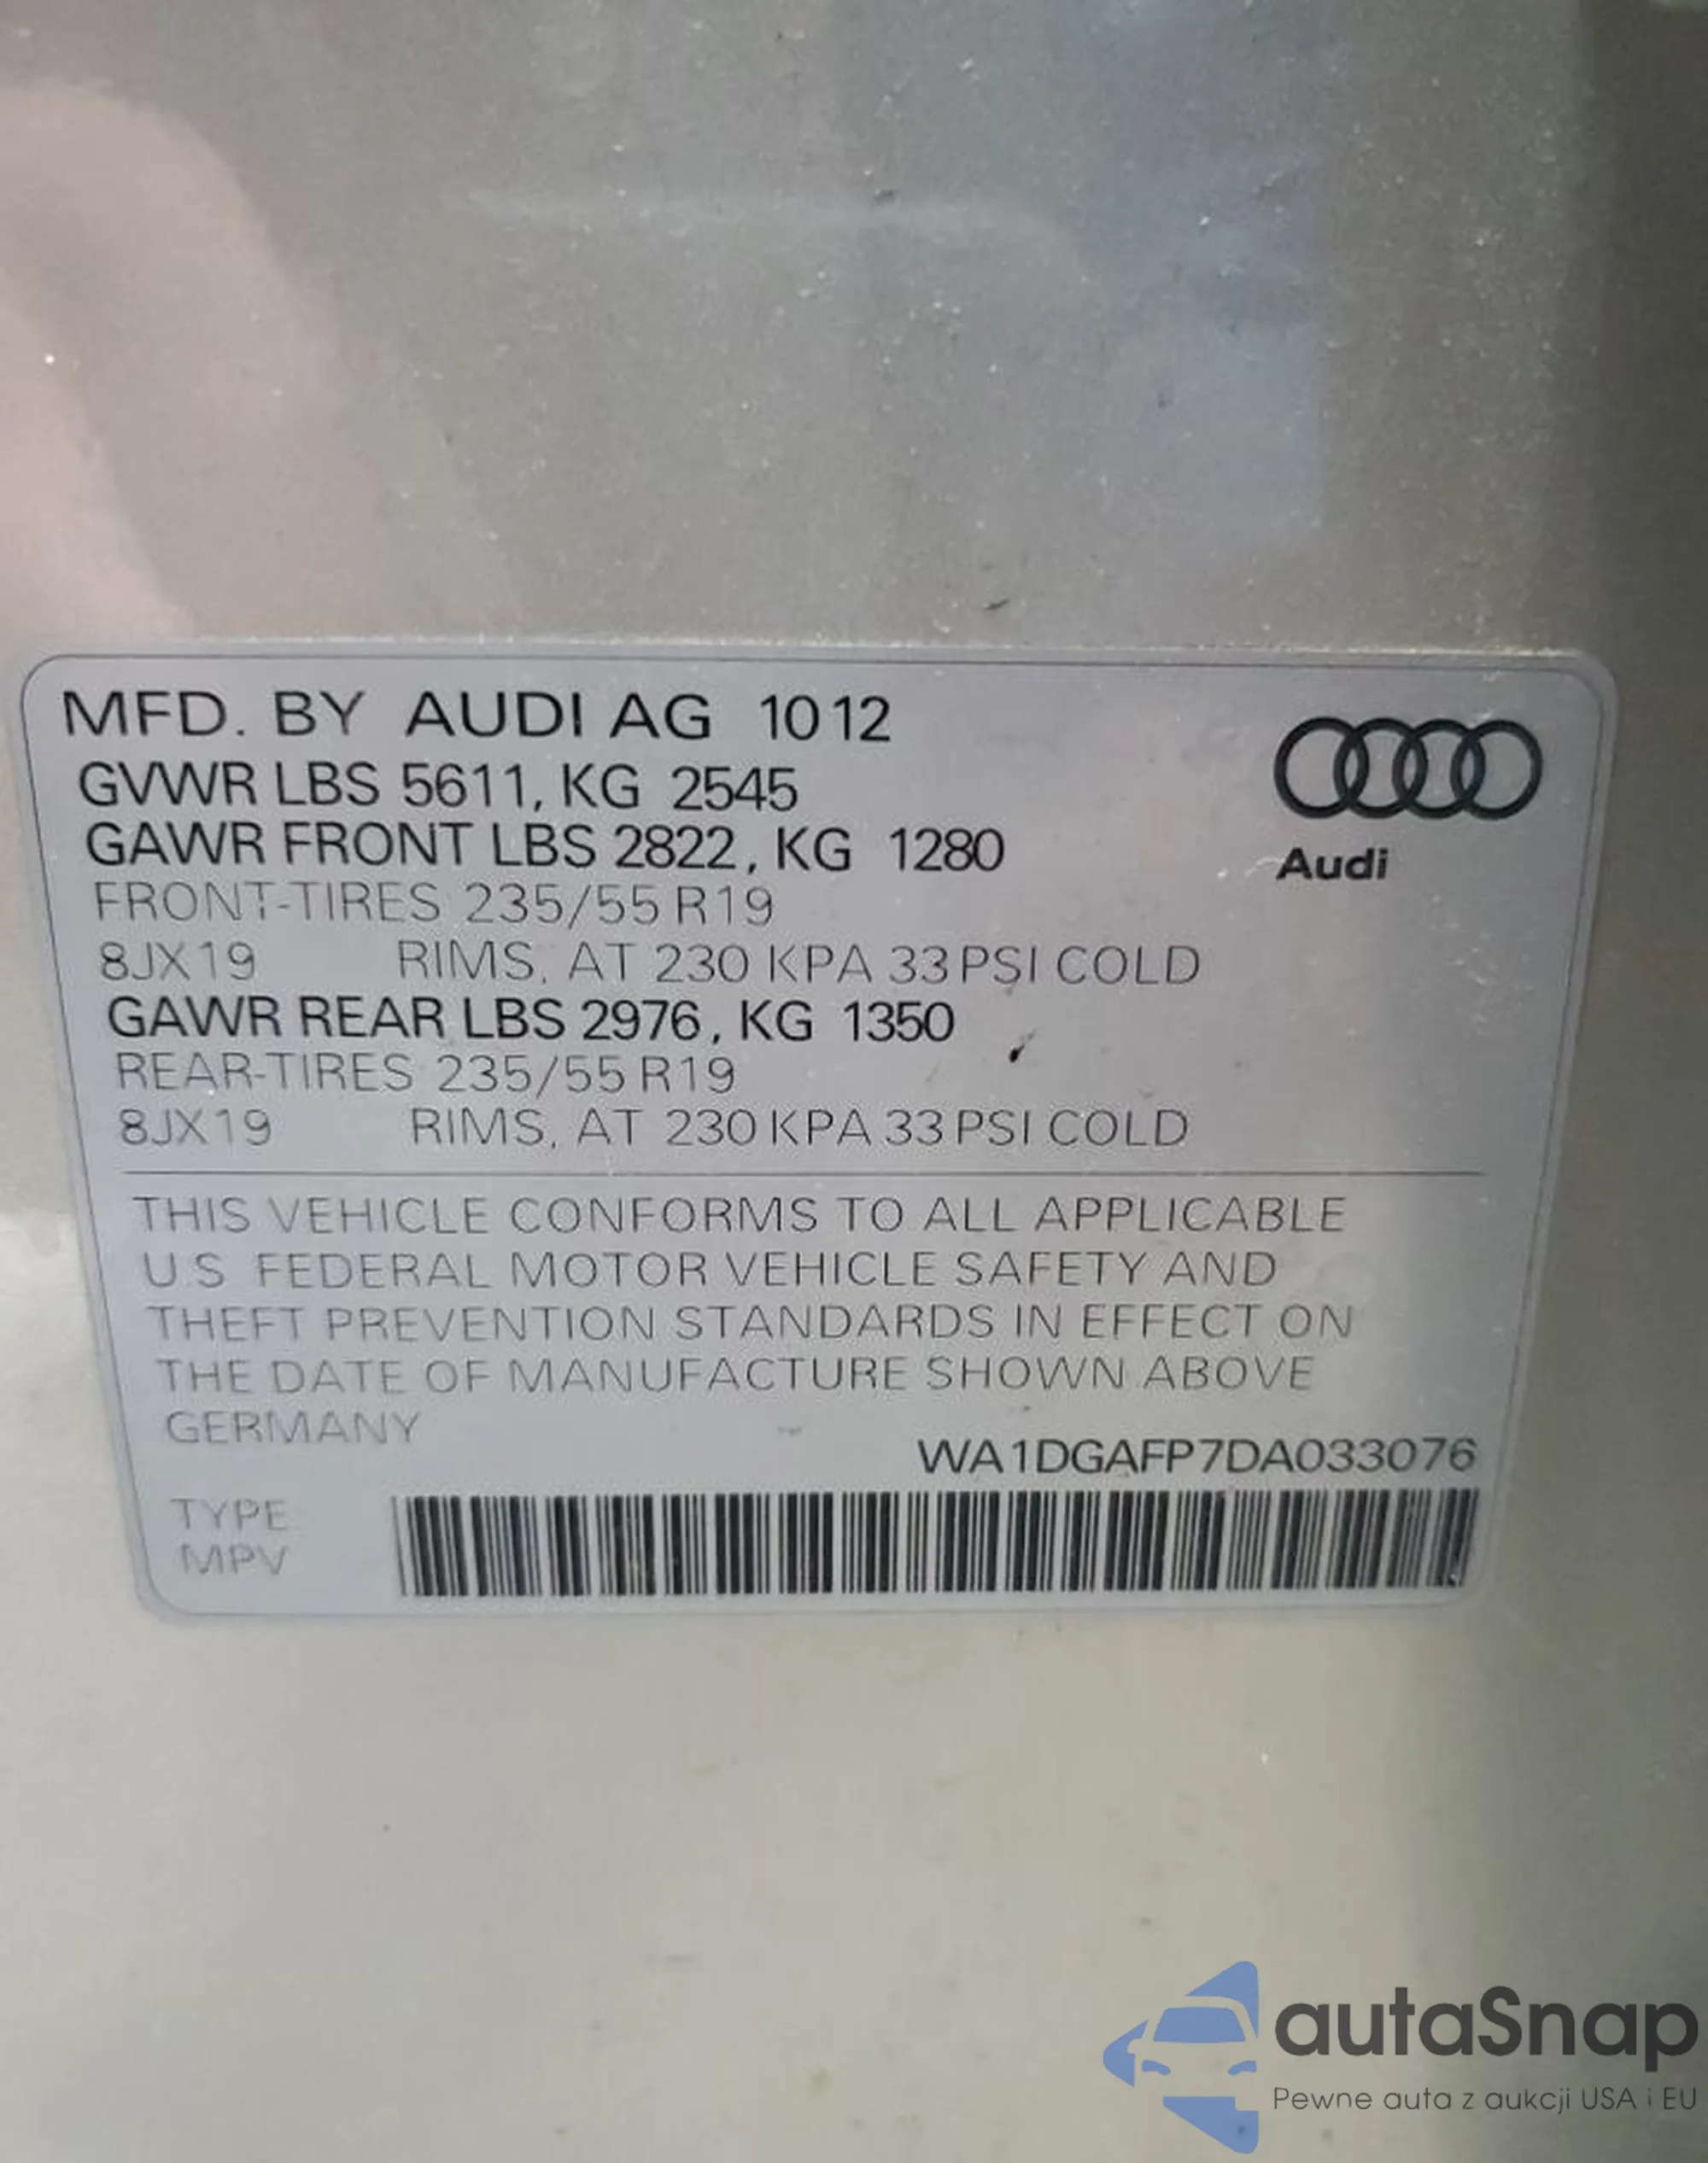 MFD. BY AUDI AG 1012
Audi
GVWR LBS 5611, KG 2545
GAWR FRONT LBS 2822, KG 1280
FRONT-TIRES 235/55 R19
8JX19 RIMS, AT 230 KPA 33 PSI COLD
GAWR REAR LBS 2976, KG 1350
REAR-TIRES 235/55 R19
8JX19 RIMS, AT 230 KPA 33 PSI COLD
THIS VEHICLE CONFORMS TO ALL APPLICABLE
U.S FEDERAL MOTOR VEHICLE SAFETY AND
THEFT PREVENTION STANDARDS IN EFFECT ON
THE DATE OF MANUFACTURE SHOWN ABOVE
GERMANY
WA1DGAFP7DA033076
TYPE
MPV
autaSnap
Pewne auta z aukcji USA i EU